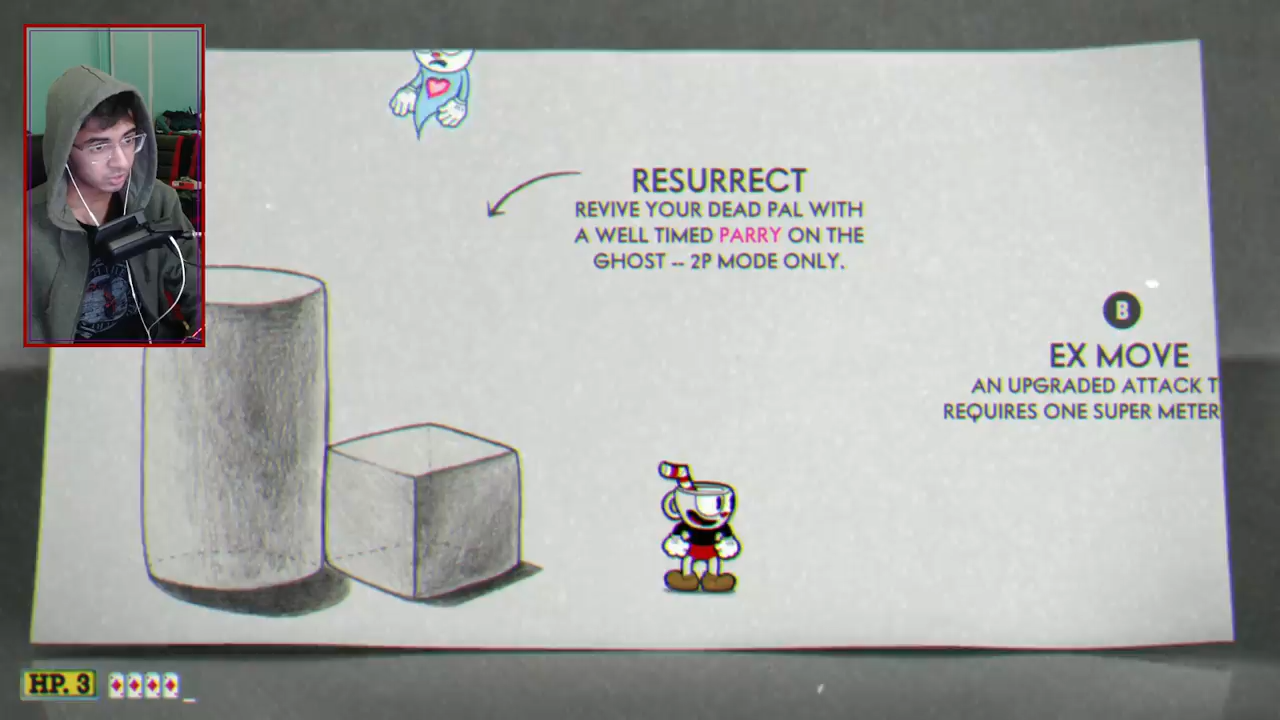 RESURRECT
REVIVE YOUR DEAD PAL WITH
A WELL TIMED PARRY ON THE
GHOST -- 2P MODE ONLY.
B
EX MOVE
AN UPGRADED ATTACK T
REQUIRES ONE SUPER METER
HP. 3